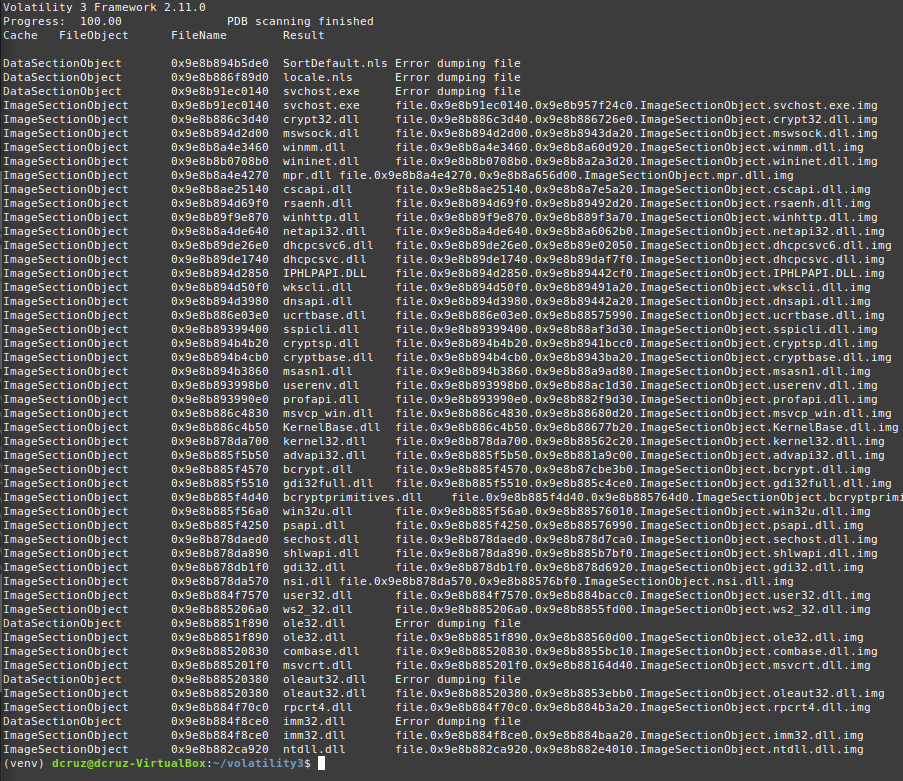 Volatility 3 Framework 2.11.0
Progress:  100.00               PDB scanning finished
Cache   FileObject      FileName        Result

DataSectionObject       0x9e8b894b5de0  SortDefault.nls Error dumping file
DataSectionObject       0x9e8b886f89d0  locale.nls      Error dumping file
DataSectionObject       0x9e8b91ec0140  svchost.exe     Error dumping file
ImageSectionObject      0x9e8b91ec0140  svchost.exe     file.0x9e8b91ec0140.0x9e8b957f24c0.ImageSectionObject.svchost.exe.img
ImageSectionObject      0x9e8b886c3d40  crypt32.dll     file.0x9e8b886c3d40.0x9e8b886726e0.ImageSectionObject.crypt32.dll.img
ImageSectionObject      0x9e8b894d2d00  mswsock.dll     file.0x9e8b894d2d00.0x9e8b8943da20.ImageSectionObject.mswsock.dll.img
ImageSectionObject      0x9e8b8a4e3460  winmm.dll       file.0x9e8b8a4e3460.0x9e8b8a60d920.ImageSectionObject.winmm.dll.img
ImageSectionObject      0x9e8b8b0708b0  wininet.dll     file.0x9e8b8b0708b0.0x9e8b8a2a3d20.ImageSectionObject.wininet.dll.img
ImageSectionObject      0x9e8b8a4e4270  mpr.dll file.0x9e8b8a4e4270.0x9e8b8a656d00.ImageSectionObject.mpr.dll.img
ImageSectionObject      0x9e8b8ae25140  cscapi.dll      file.0x9e8b8ae25140.0x9e8b8a7e5a20.ImageSectionObject.cscapi.dll.img
ImageSectionObject      0x9e8b894d69f0  rsaenh.dll      file.0x9e8b894d69f0.0x9e8b89492d20.ImageSectionObject.rsaenh.dll.img
ImageSectionObject      0x9e8b89f9e870  winhttp.dll     file.0x9e8b89f9e870.0x9e8b889f3a70.ImageSectionObject.winhttp.dll.img
ImageSectionObject      0x9e8b8a4de640  netapi32.dll    file.0x9e8b8a4de640.0x9e8b8a6062b0.ImageSectionObject.netapi32.dll.img
ImageSectionObject      0x9e8b89de26e0  dhcpcsvc6.dll   file.0x9e8b89de26e0.0x9e8b89e02050.ImageSectionObject.dhcpcsvc6.dll.img
ImageSectionObject      0x9e8b89de1740  dhcpcsvc.dll    file.0x9e8b89de1740.0x9e8b89daf7f0.ImageSectionObject.dhcpcsvc.dll.img
ImageSectionObject      0x9e8b894d2850  IPHLPAPI.DLL    file.0x9e8b894d2850.0x9e8b89442cf0.ImageSectionObject.IPHLPAPI.DLL.img
ImageSectionObject      0x9e8b894d50f0  wkscli.dll      file.0x9e8b894d50f0.0x9e8b89491a20.ImageSectionObject.wkscli.dll.img
ImageSectionObject      0x9e8b894d3980  dnsapi.dll      file.0x9e8b894d3980.0x9e8b89442a20.ImageSectionObject.dnsapi.dll.img
ImageSectionObject      0x9e8b886e03e0  ucrtbase.dll    file.0x9e8b886e03e0.0x9e8b88575990.ImageSectionObject.ucrtbase.dll.img
ImageSectionObject      0x9e8b89399400  sspicli.dll     file.0x9e8b89399400.0x9e8b88af3d30.ImageSectionObject.sspicli.dll.img
ImageSectionObject      0x9e8b894b4b20  cryptsp.dll     file.0x9e8b894b4b20.0x9e8b8941bcc0.ImageSectionObject.cryptsp.dll.img
ImageSectionObject      0x9e8b894b4cb0  cryptbase.dll   file.0x9e8b894b4cb0.0x9e8b8943ba20.ImageSectionObject.cryptbase.dll.img
ImageSectionObject      0x9e8b894b3860  msasn1.dll      file.0x9e8b894b3860.0x9e8b88a9ad80.ImageSectionObject.msasn1.dll.img
ImageSectionObject      0x9e8b893998b0  userenv.dll     file.0x9e8b893998b0.0x9e8b88ac1d30.ImageSectionObject.userenv.dll.img
ImageSectionObject      0x9e8b893990e0  profapi.dll     file.0x9e8b893990e0.0x9e8b882f9d30.ImageSectionObject.profapi.dll.img
ImageSectionObject      0x9e8b886c4830  msvcp_win.dll   file.0x9e8b886c4830.0x9e8b88680d20.ImageSectionObject.msvcp_win.dll.img
ImageSectionObject      0x9e8b886c4b50  KernelBase.dll  file.0x9e8b886c4b50.0x9e8b88677b20.ImageSectionObject.KernelBase.dll.img
ImageSectionObject      0x9e8b878da700  kernel32.dll    file.0x9e8b878da700.0x9e8b88562c20.ImageSectionObject.kernel32.dll.img
ImageSectionObject      0x9e8b885f5b50  advapi32.dll    file.0x9e8b885f5b50.0x9e8b881a9c00.ImageSectionObject.advapi32.dll.img
ImageSectionObject      0x9e8b885f4570  bcrypt.dll      file.0x9e8b885f4570.0x9e8b87cbe3b0.ImageSectionObject.bcrypt.dll.img
ImageSectionObject      0x9e8b885f5510  gdi32full.dll   file.0x9e8b885f5510.0x9e8b885c4ce0.ImageSectionObject.gdi32full.dll.img
ImageSectionObject      0x9e8b885f4d40  bcryptprimitives.dll    file.0x9e8b885f4d40.0x9e8b885764d0.ImageSectionObject.bcryptprimi
ImageSectionObject      0x9e8b885f56a0  win32u.dll      file.0x9e8b885f56a0.0x9e8b88576010.ImageSectionObject.win32u.dll.img
ImageSectionObject      0x9e8b885f4250  psapi.dll       file.0x9e8b885f4250.0x9e8b88576990.ImageSectionObject.psapi.dll.img
ImageSectionObject      0x9e8b878daed0  sechost.dll     file.0x9e8b878daed0.0x9e8b878d7ca0.ImageSectionObject.sechost.dll.img
ImageSectionObject      0x9e8b878da890  shlwapi.dll     file.0x9e8b878da890.0x9e8b885b7bf0.ImageSectionObject.shlwapi.dll.img
ImageSectionObject      0x9e8b878db1f0  gdi32.dll       file.0x9e8b878db1f0.0x9e8b878d6920.ImageSectionObject.gdi32.dll.img
ImageSectionObject      0x9e8b878da570  nsi.dll file.0x9e8b878da570.0x9e8b88576bf0.ImageSectionObject.nsi.dll.img
ImageSectionObject      0x9e8b884f7570  user32.dll      file.0x9e8b884f7570.0x9e8b884bacc0.ImageSectionObject.user32.dll.img
ImageSectionObject      0x9e8b885206a0  ws2_32.dll      file.0x9e8b885206a0.0x9e8b8855fd00.ImageSectionObject.ws2_32.dll.img
DataSectionObject       0x9e8b8851f890  ole32.dll       Error dumping file
ImageSectionObject      0x9e8b8851f890  ole32.dll       file.0x9e8b8851f890.0x9e8b88560d00.ImageSectionObject.ole32.dll.img
ImageSectionObject      0x9e8b88520830  combase.dll     file.0x9e8b88520830.0x9e8b8855bc10.ImageSectionObject.combase.dll.img
ImageSectionObject      0x9e8b885201f0  msvcrt.dll      file.0x9e8b885201f0.0x9e8b88164d40.ImageSectionObject.msvcrt.dll.img
DataSectionObject       0x9e8b88520380  oleaut32.dll    Error dumping file
ImageSectionObject      0x9e8b88520380  oleaut32.dll    file.0x9e8b88520380.0x9e8b8853ebb0.ImageSectionObject.oleaut32.dll.img
ImageSectionObject      0x9e8b884f70c0  rpcrt4.dll      file.0x9e8b884f70c0.0x9e8b884b3a20.ImageSectionObject.rpcrt4.dll.img
DataSectionObject       0x9e8b884f8ce0  imm32.dll       Error dumping file
ImageSectionObject      0x9e8b884f8ce0  imm32.dll       file.0x9e8b884f8ce0.0x9e8b884baa20.ImageSectionObject.imm32.dll.img
ImageSectionObject      0x9e8b882ca920  ntdll.dll       file.0x9e8b882ca920.0x9e8b882e4010.ImageSectionObject.ntdll.dll.img
(venv) dcruz@dcruz-VirtualBox:~/volatility3$